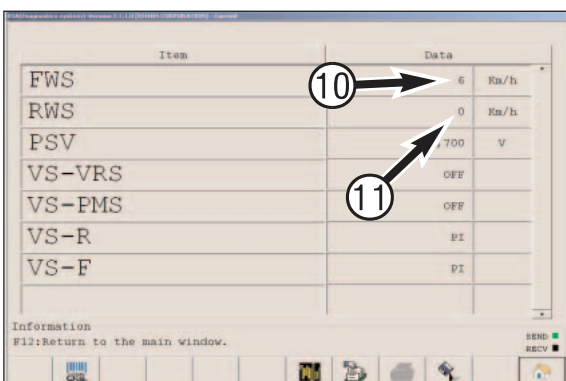 Item Data
FWS 6 Km/h
RWS 0 Km/h
PSV ,700 V
VS-VRS OFF
VS-PMS OFF
VS-R PI
VS-F PI
10
11
Information
F12:Return to the main window.
SEND
RECV